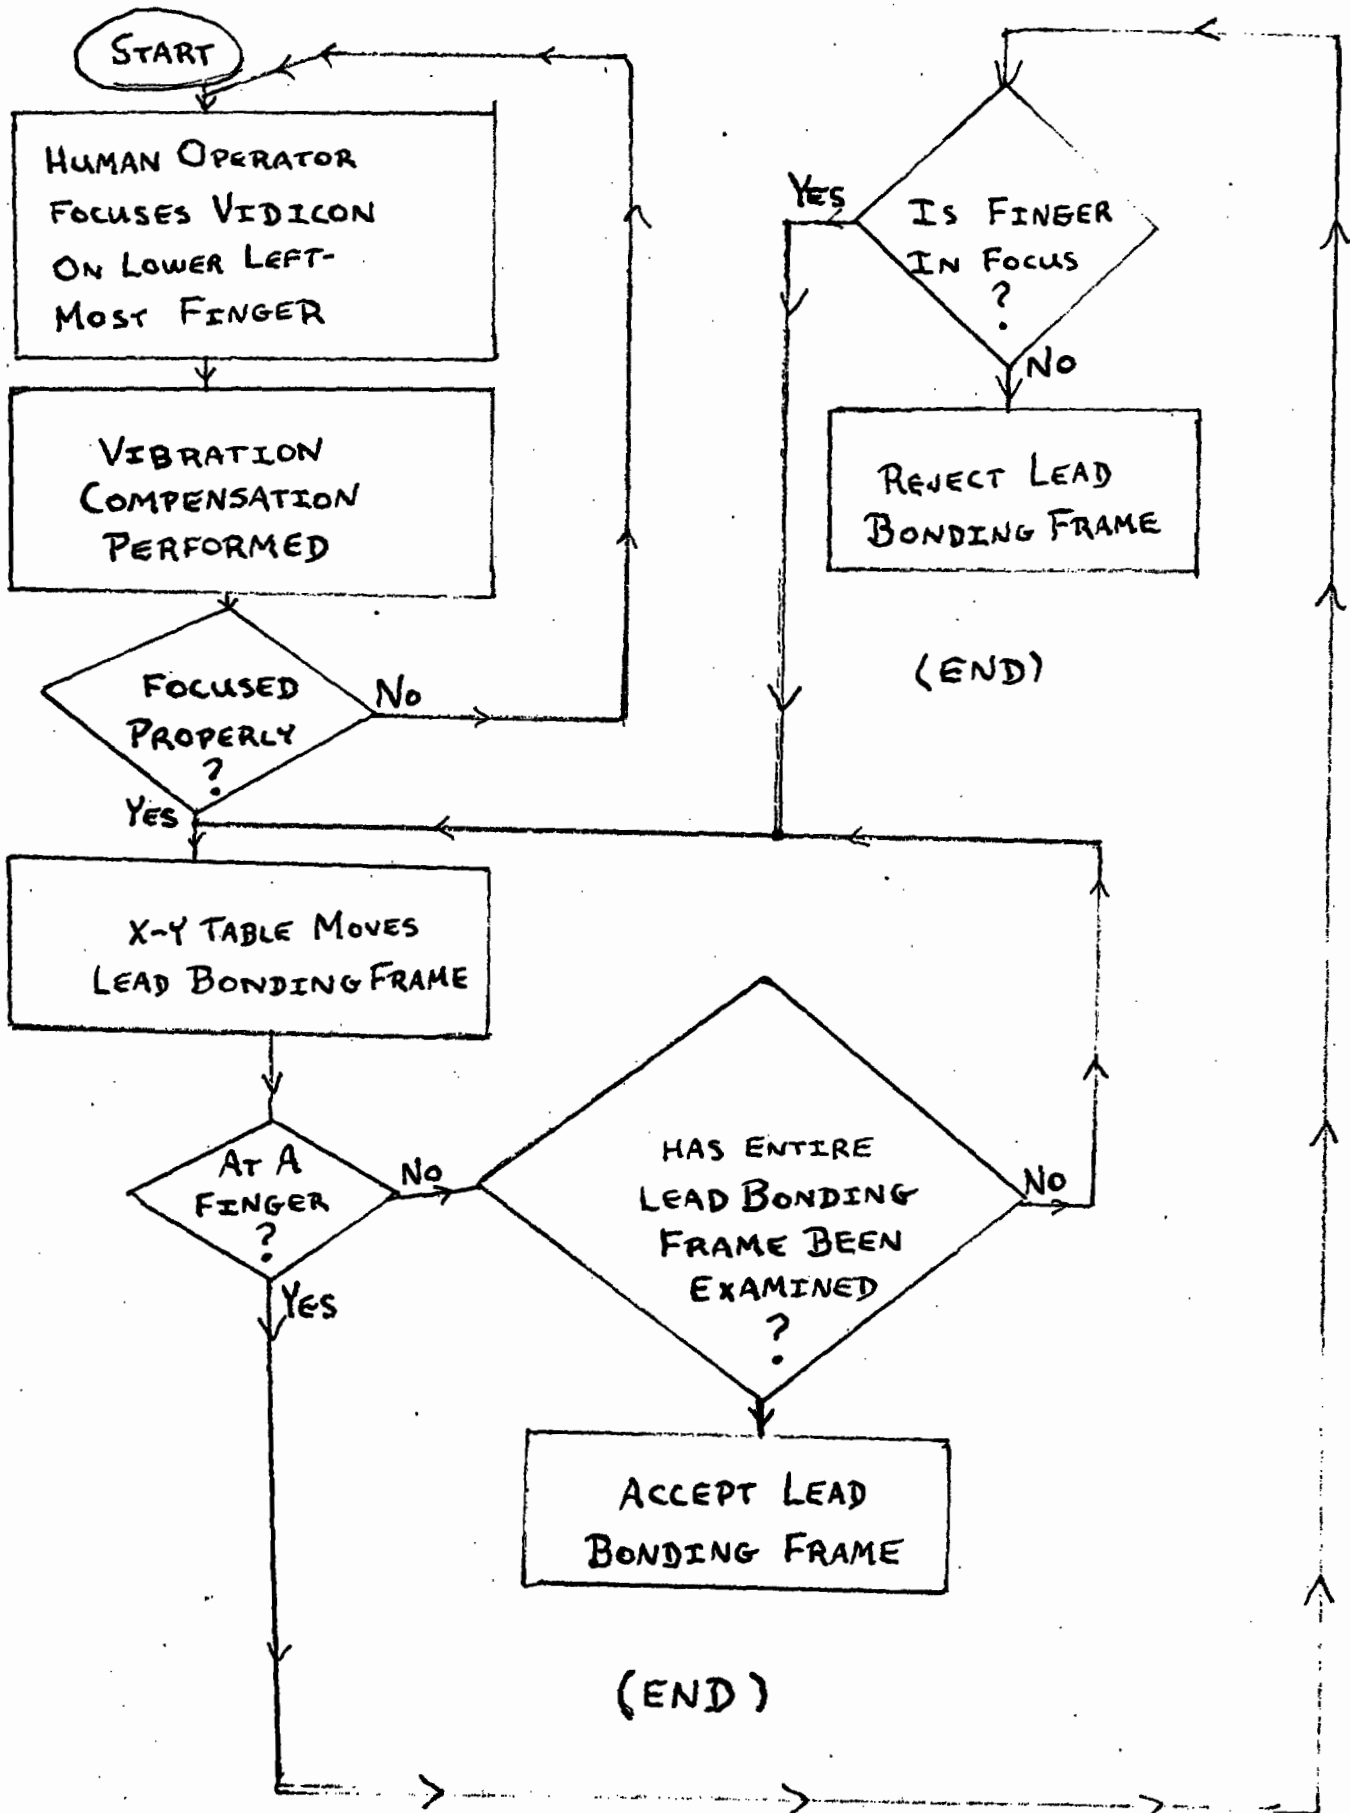 START
HUMAN OPERATOR
FOCUSES VIDICON
ON LOWER LEFT-
MOST FINGER
VIBRATION
COMPENSATION
PERFORMED
FOCUSED
PROPERLY
?
NO
YES
X-Y TABLE MOVES
LEAD BONDING FRAME
AT A
FINGER
?
NO
YES
HAS ENTIRE
LEAD BONDING
FRAME BEEN
EXAMINED
?
NO
ACCEPT LEAD
BONDING FRAME
(END)
IS FINGER
IN FOCUS
?
YES
NO
REJECT LEAD
BONDING FRAME
(END)